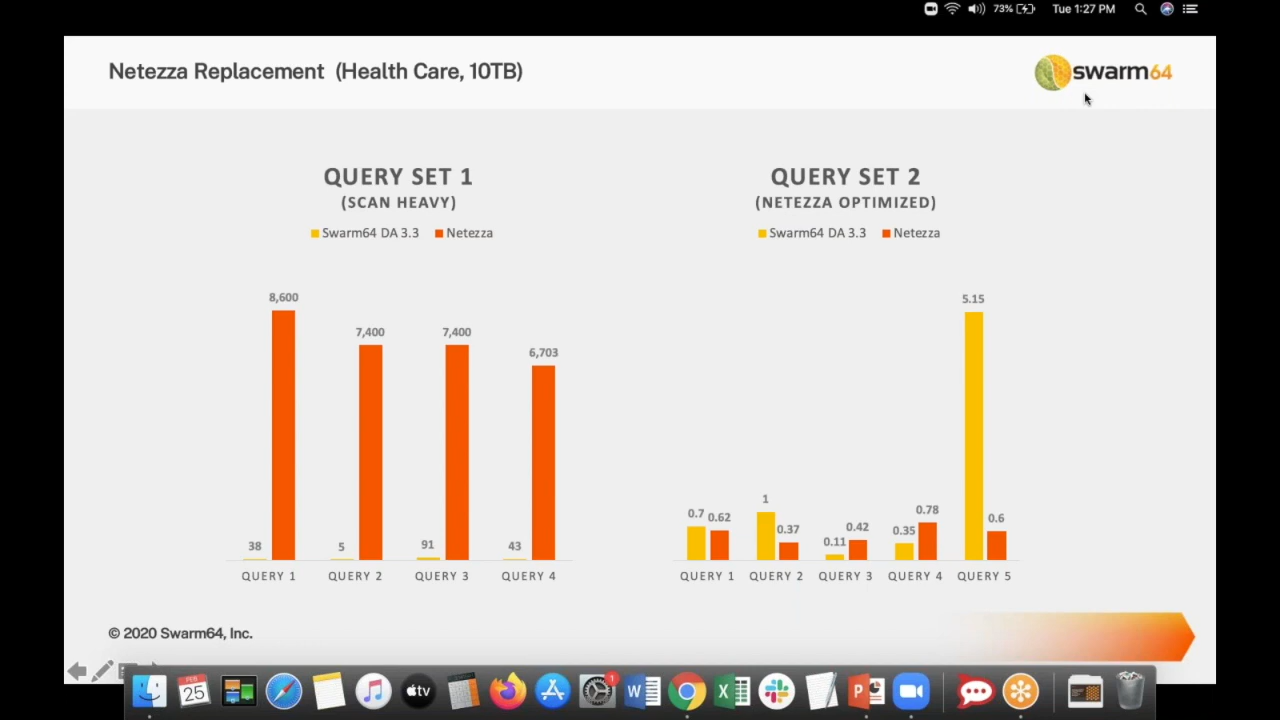 73% Tue 1:27 PM
Netezza Replacement (Health Care, 10TB)
swarm64
QUERY SET 1
(SCAN HEAVY)
Swarm64 DA 3.3 Netezza
8,600
7,400
7,400
6,703
38
5
91
43
QUERY 1 QUERY 2 QUERY 3 QUERY 4
QUERY SET 2
(NETEZZA OPTIMIZED)
Swarm64 DA 3.3 Netezza
5.15
1
0.7 0.62
0.37
0.11 0.42
0.35 0.78
0.6
QUERY 1 QUERY 2 QUERY 3 QUERY 4 QUERY 5
© 2020 Swarm64, Inc.
FEB
25
tv
1
W
X
P